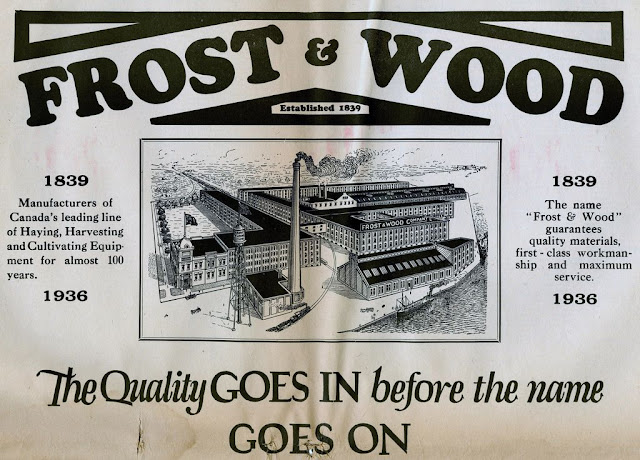 FROST & WOOD
Established 1839
1839
Manufacturers of
Canada's leading line
of Haying, Harvesting
and Cultivating Equip-
ment for almost 100
years.
1936
FROST & WOOD COMPANY
1839
The name
"Frost & Wood"
guarantees
quality materials,
first - class workman-
ship and maximum
service.
1936
The Quality GOES IN before the name
GOES ON